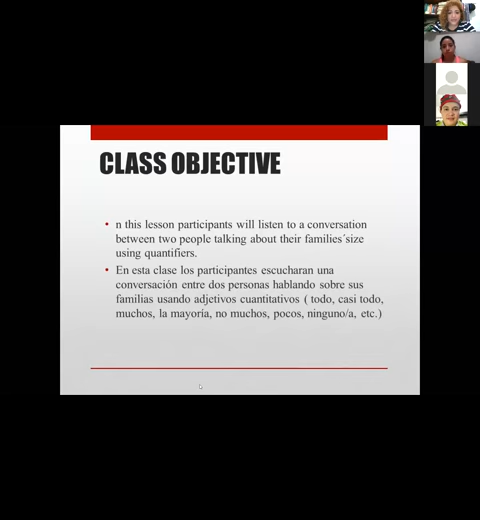 CLASS OBJECTIVE
• n this lesson participants will listen to a conversation
between two people talking about their families´size
using quantifiers.
• En esta clase los participantes escucharan una
conversación entre dos personas hablando sobre sus
familias usando adjetivos cuantitativos ( todo, casi todo,
muchos, la mayoría, no muchos, pocos, ninguno/a, etc.)